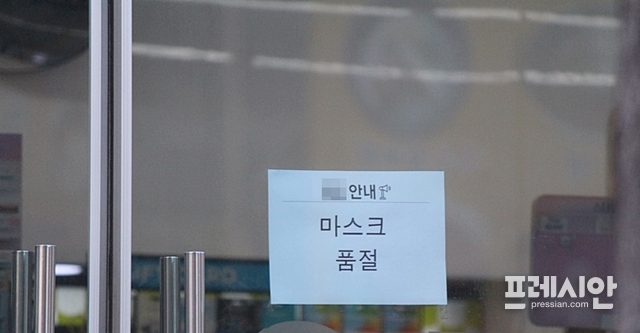 안내
마스크
품절
프레시안
pressian.com